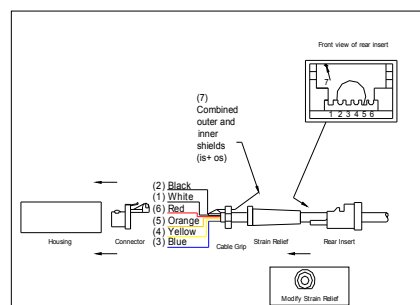 Front view of rear insert
7
1 2 3 4 5 6
(7)
Combined
outer and
inner
shields
(is+ os)
(2) Black
(1) White
(6) Red
(5) Orange
(4) Yellow
(3) Blue
Housing
Connector
Cable Grip
Strain Relief
Rear Insert
Modify Strain Relief